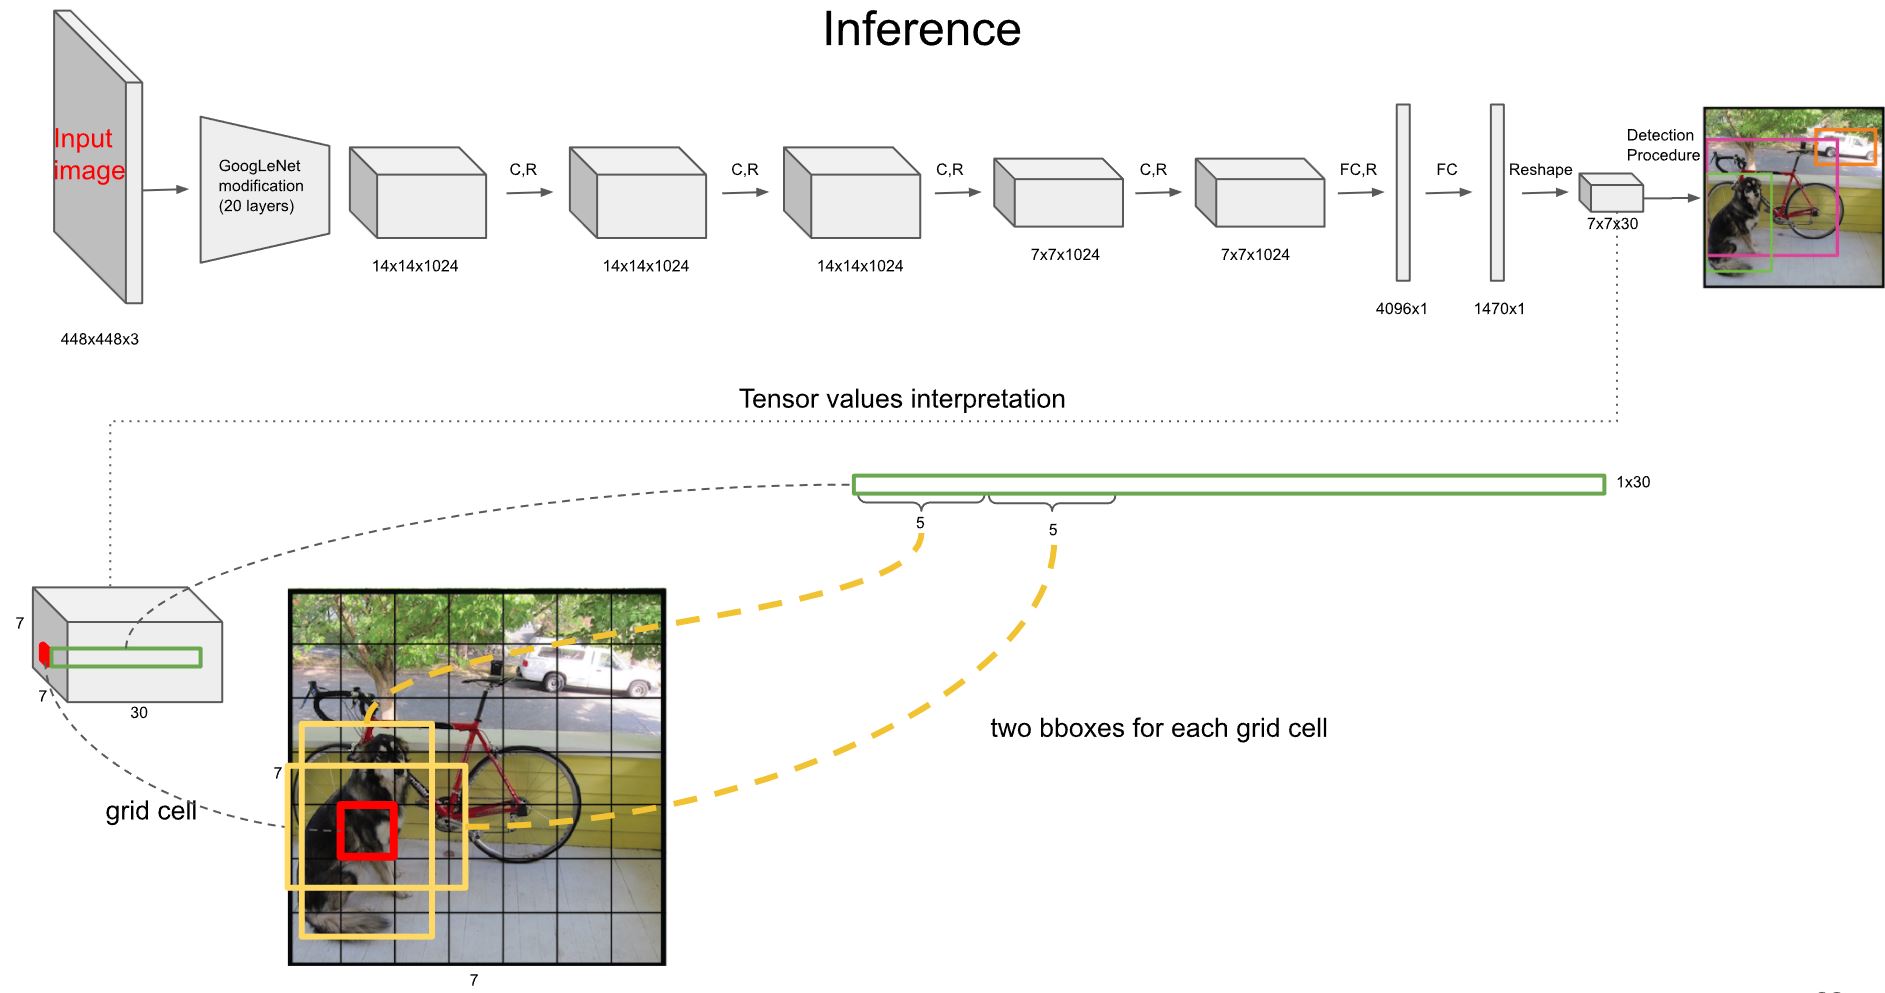 Inference
Input
image
448x448x3
GoogLeNet
modification
(20 layers)
14x14x1024
C,R
14x14x1024
C,R
14x14x1024
C,R
7x7x1024
C,R
7x7x1024
FC,R
4096x1
FC
1470x1
Reshape
7x7x30
Detection
Procedure
Tensor values interpretation
1x30
5
5
7
7
30
two bboxes for each grid cell
7
grid cell
7